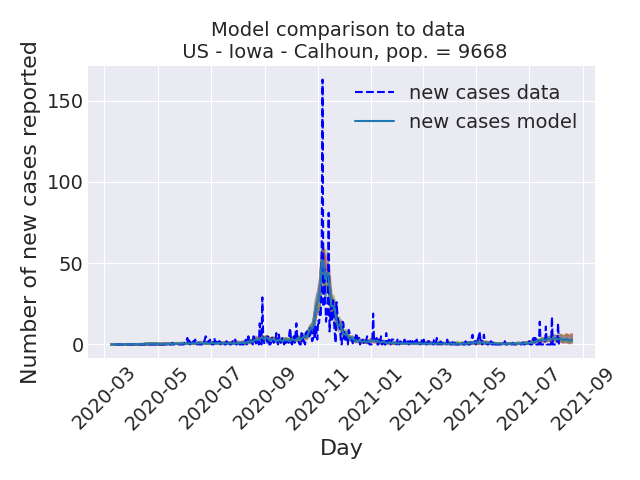 Model comparison to data
US - Iowa - Calhoun, pop. = 9668
Number of new cases reported
150
100
50
0
new cases data
new cases model
2020-03
2020-05
2020-07
2020-09
2020-11
2021-01
2021-03
2021-05
2021-07
2021-09
Day